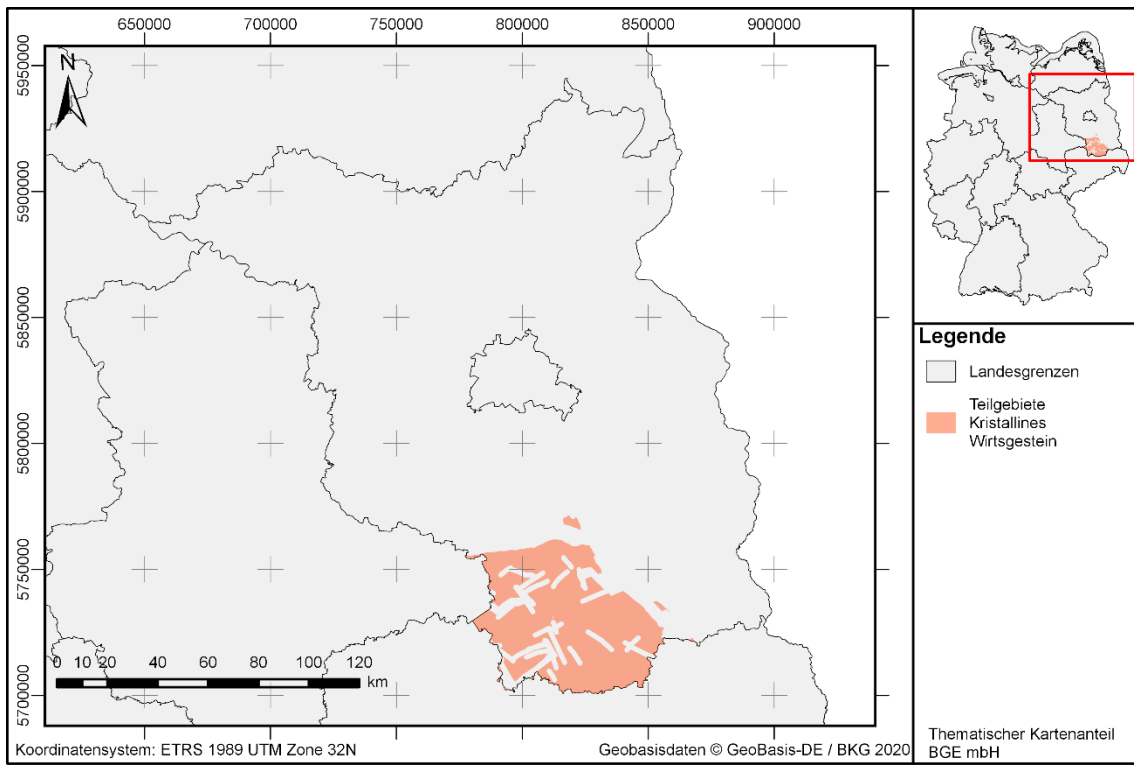 650000 700000 750000 800000 850000 900000
5950000
5900000
5850000
5800000
5750000
5700000
N
0 10 20 40 60 80 100 120
km
Koordinatensystem: ETRS 1989 UTM Zone 32N
Geobasisdaten © GeoBasis-DE / BKG 2020
Legende
Landesgrenzen
Teilgebiete
Kristallines
Wirtsgestein
Thematischer Kartenanteil
BGE mbH